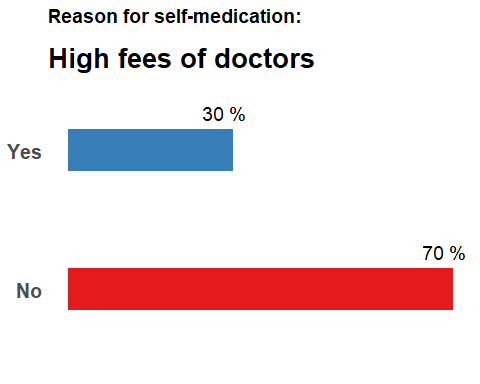 Reason for self-medication:
High fees of doctors
30 %
Yes
70 %
No